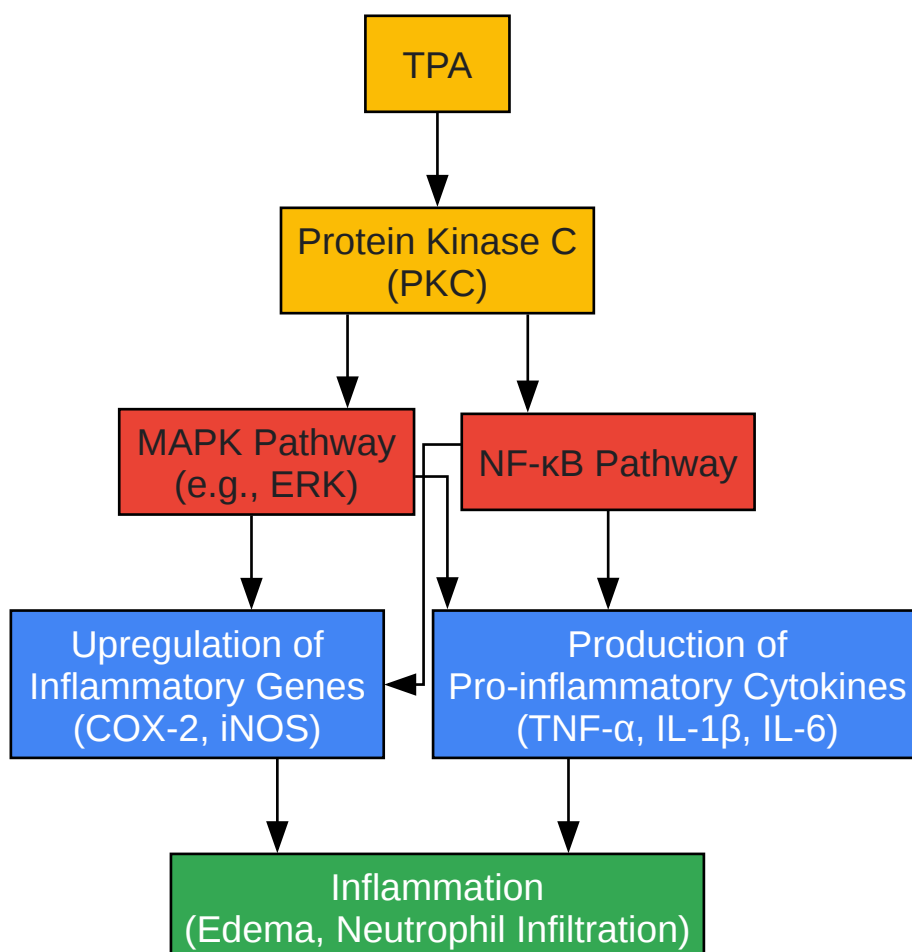 TPA
Protein Kinase C
(PKC)
MAPK Pathway
(e.g., ERK)
NF-κB Pathway
Upregulation of
Inflammatory Genes
(COX-2, iNOS)
Production of
Pro-inflammatory Cytokines
(TNF-α, IL-1β, IL-6)
Inflammation
(Edema, Neutrophil Infiltration)